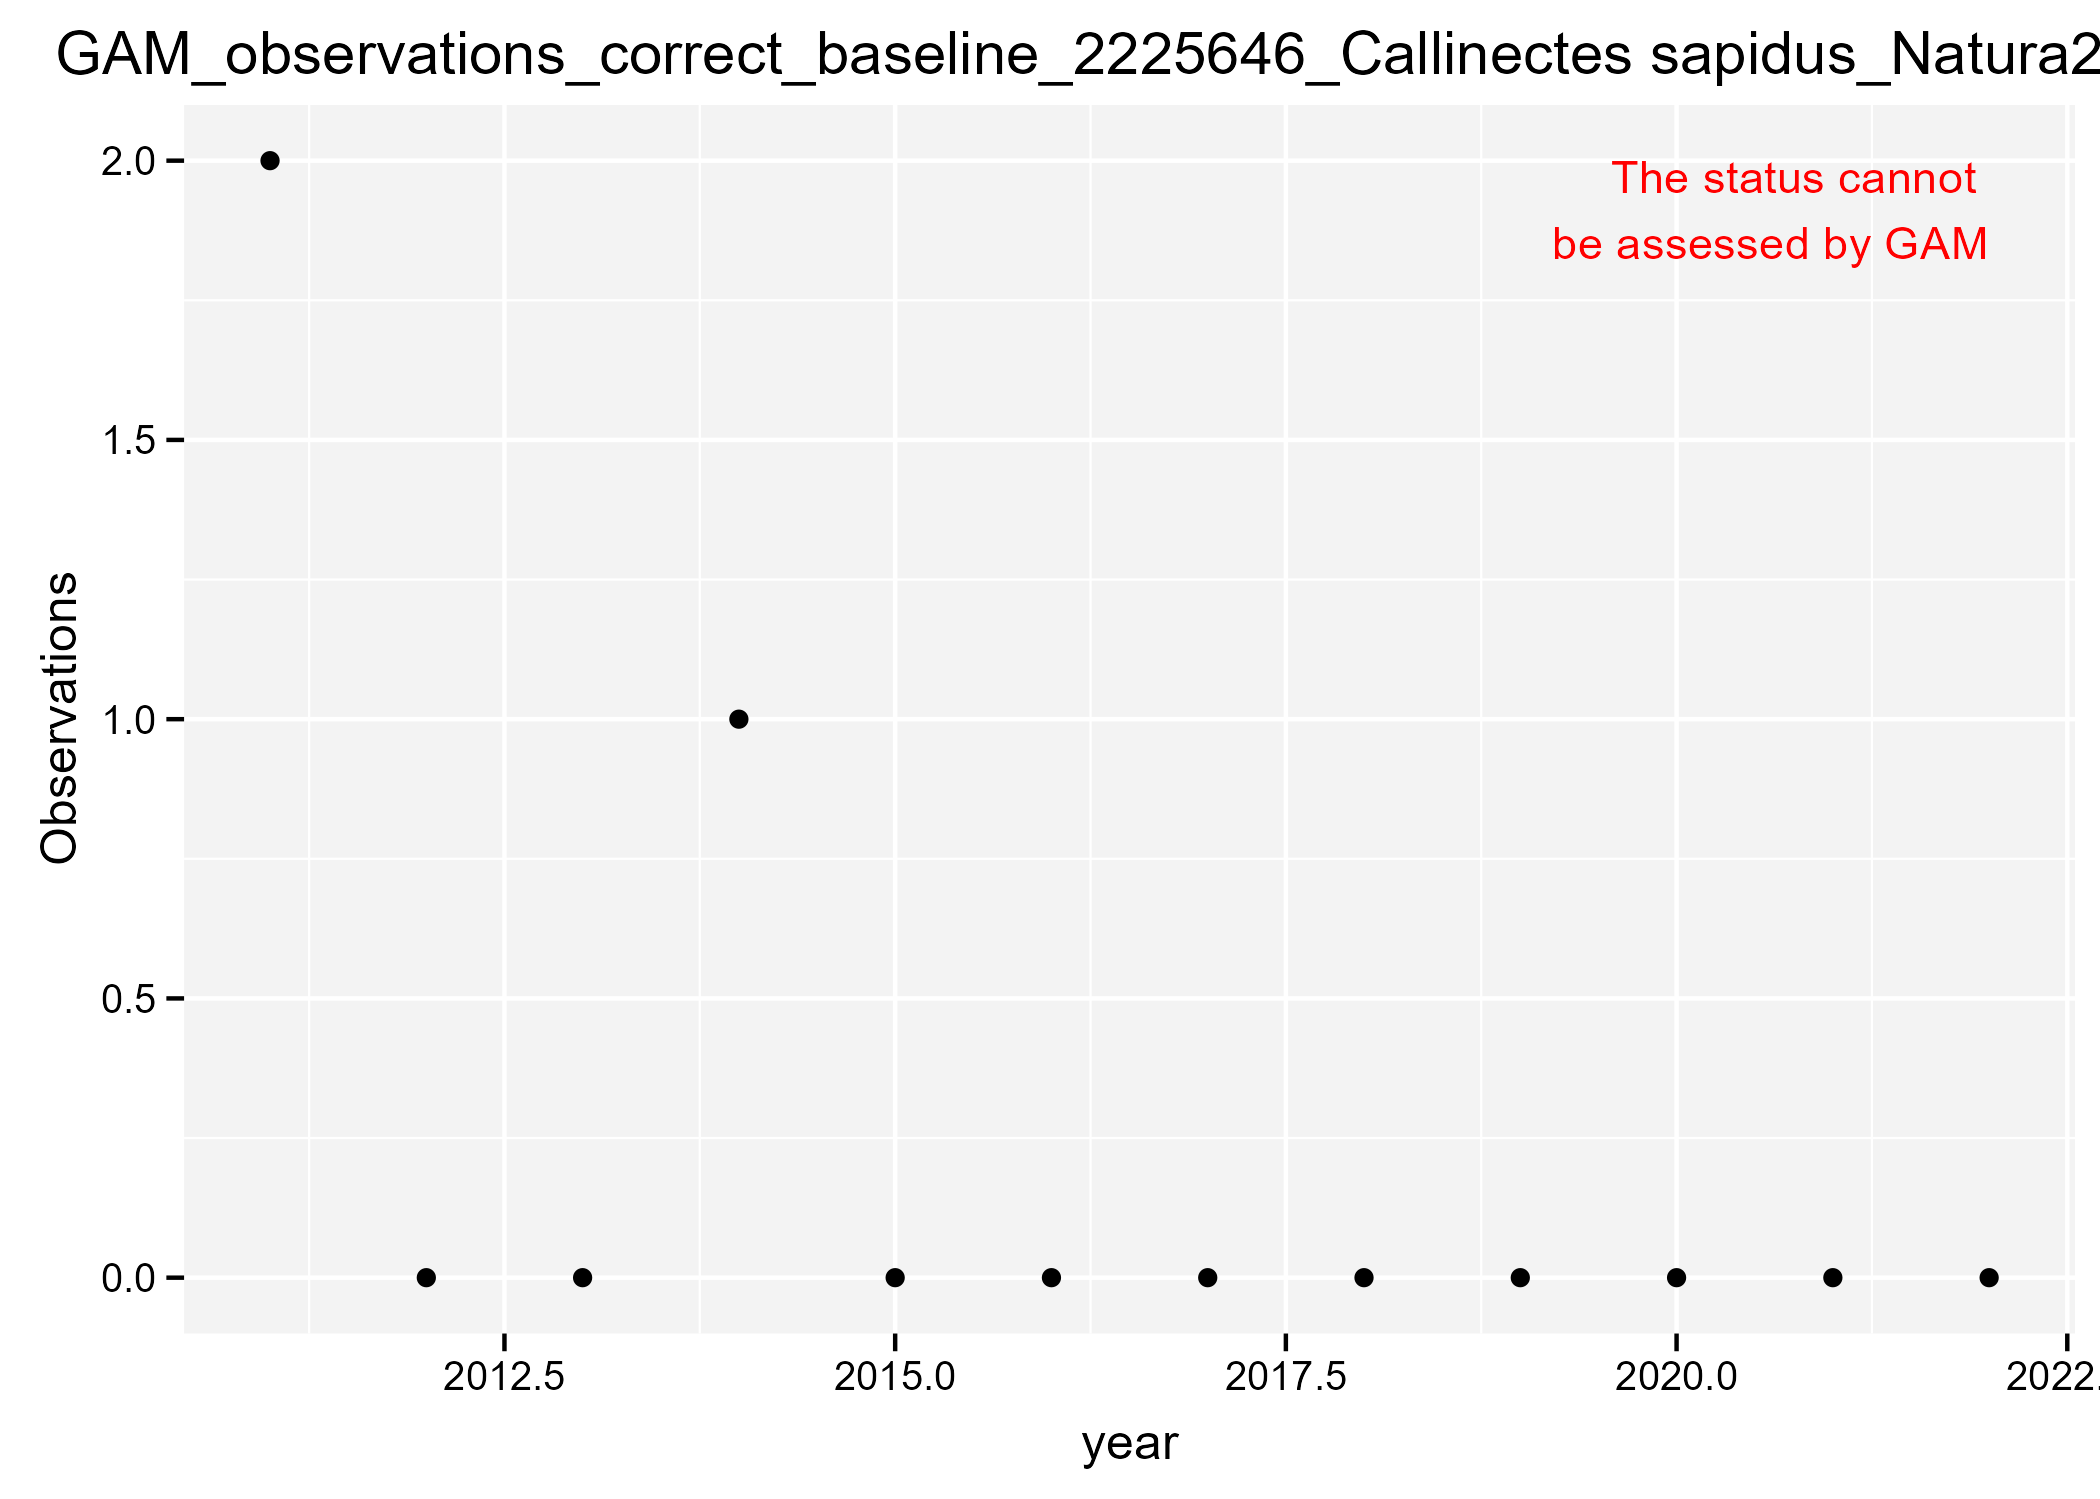 GAM_observations_correct_baseline_2225646_Callinectes sapidus_Natura2
The status cannot
be assessed by GAM
2.0
1.5
1.0
0.5
0.0
Observations
2012.5
2015.0
2017.5
2020.0
2022.
year